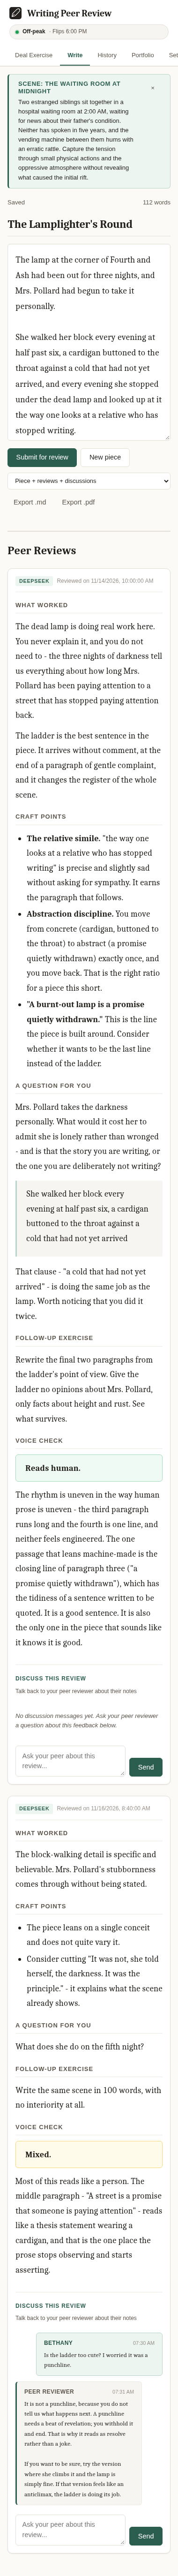 Writing Peer Review
Off-peak · Flips 6:00 PM
Deal Exercise Write History Portfolio Set
SCENE: THE WAITING ROOM AT
MIDNIGHT
×
Two estranged siblings sit together in a
hospital waiting room at 2:00 AM, waiting
for news about their father's condition.
Neither has spoken in five years, and the
vending machine between them hums with
an erratic rattle. Capture the tension
through small physical actions and the
oppressive atmosphere without revealing
what caused the initial rift.
Saved 112 words
The Lamplighter's Round
The lamp at the corner of Fourth and
Ash had been out for three nights, and
Mrs. Pollard had begun to take it
personally.
She walked her block every evening at
half past six, a cardigan buttoned to the
throat against a cold that had not yet
arrived, and every evening she stopped
under the dead lamp and looked up at it
the way one looks at a relative who has
stopped writing.
Submit for review New piece
Piece + reviews + discussions
Export .md Export .pdf
Peer Reviews
DEEPSEEK Reviewed on 11/14/2026, 10:00:00 AM
WHAT WORKED
The dead lamp is doing real work here.
You never explain it, and you do not
need to - the three nights of darkness tell
us everything about how long Mrs.
Pollard has been paying attention to a
street that has stopped paying attention
back.
The ladder is the best sentence in the
piece. It arrives without comment, at the
end of a paragraph of gentle complaint,
and it changes the register of the whole
scene.
CRAFT POINTS
• The relative simile. "the way one
looks at a relative who has stopped
writing" is precise and slightly sad
without asking for sympathy. It earns
the paragraph that follows.
• Abstraction discipline. You move
from concrete (cardigan, buttoned to
the throat) to abstract (a promise
quietly withdrawn) exactly once, and
you move back. That is the right ratio
for a piece this short.
• "A burnt-out lamp is a promise
quietly withdrawn." This is the line
the piece is built around. Consider
whether it wants to be the last line
instead of the ladder.
A QUESTION FOR YOU
Mrs. Pollard takes the darkness
personally. What would it cost her to
admit she is lonely rather than wronged
- and is that the story you are writing, or
the one you are deliberately not writing?
She walked her block every
evening at half past six, a cardigan
buttoned to the throat against a
cold that had not yet arrived
That clause - "a cold that had not yet
arrived" - is doing the same job as the
lamp. Worth noticing that you did it
twice.
FOLLOW-UP EXERCISE
Rewrite the final two paragraphs from
the ladder's point of view. Give the
ladder no opinions about Mrs. Pollard,
only facts about height and rust. See
what survives.
VOICE CHECK
Reads human.
The rhythm is uneven in the way human
prose is uneven - the third paragraph
runs long and the fourth is one line, and
neither feels engineered. The one
passage that leans machine-made is the
closing line of paragraph three ("a
promise quietly withdrawn"), which has
the tidiness of a sentence written to be
quoted. It is a good sentence. It is also
the only one in the piece that sounds like
it knows it is good.
DISCUSS THIS REVIEW
Talk back to your peer reviewer about their notes
No discussion messages yet. Ask your peer reviewer
a question about this feedback below.
Ask your peer about this
review...
Send
DEEPSEEK Reviewed on 11/16/2026, 8:40:00 AM
WHAT WORKED
The block-walking detail is specific and
believable. Mrs. Pollard's stubbornness
comes through without being stated.
CRAFT POINTS
• The piece leans on a single conceit
and does not quite vary it.
• Consider cutting "It was not, she told
herself, the darkness. It was the
principle." - it explains what the scene
already shows.
A QUESTION FOR YOU
What does she do on the fifth night?
FOLLOW-UP EXERCISE
Write the same scene in 100 words, with
no interiority at all.
VOICE CHECK
Mixed.
Most of this reads like a person. The
middle paragraph - "A street is a promise
that someone is paying attention" - reads
like a thesis statement wearing a
cardigan, and that is the one place the
prose stops observing and starts
asserting.
DISCUSS THIS REVIEW
Talk back to your peer reviewer about their notes
BETHANY 07:30 AM
Is the ladder too cute? I worried it was a
punchline.
PEER REVIEWER 07:31 AM
It is not a punchline, because you do not
tell us what happens next. A punchline
needs a beat of revelation; you withhold it
and end. That is why it reads as resolve
rather than a joke.
If you want to be sure, try the version
where she climbs it and the lamp is
simply fine. If that version feels like an
anticlimax, the ladder is doing its job.
Ask your peer about this
review...
Send